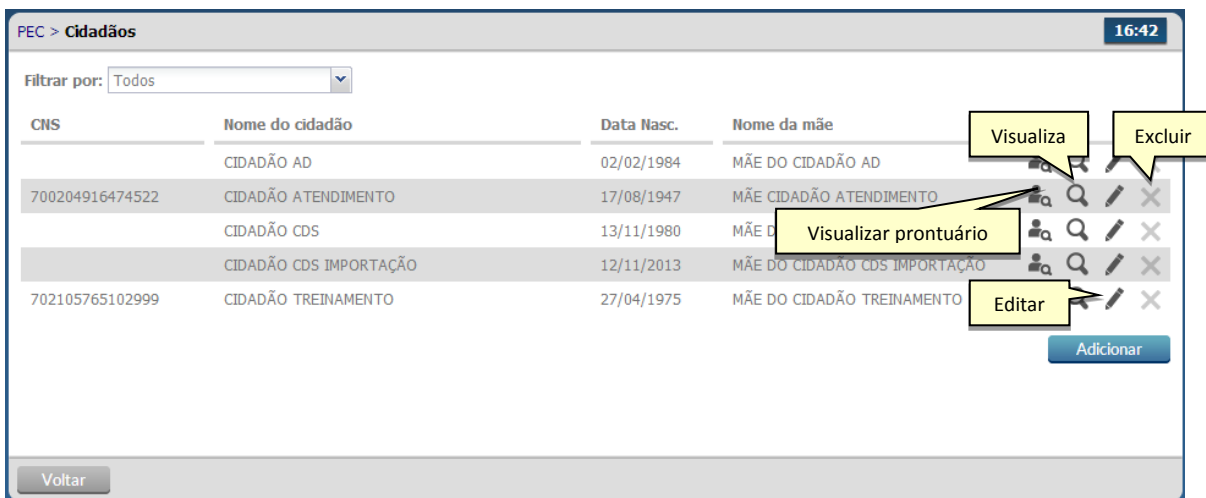 PEC > Cidadãos 16:42
Filtrar por: Todos
CNS Nome do cidadão Data Nasc. Nome da mãe
Visualiza Excluir
CIDADÃO AD 02/02/1984 MÃE DO CIDADÃO AD
700204916474522 CIDADÃO ATENDIMENTO 17/08/1947 MÃE CIDADÃO ATENDIMENTO
CIDADÃO CDS 13/11/1980 MÃE D
Visualizar prontuário
CIDADÃO CDS IMPORTAÇÃO 12/11/2013 MÃE DO CIDADÃO CDS IMPORTAÇÃO
702105765102999 CIDADÃO TREINAMENTO 27/04/1975 MÃE DO CIDADÃO TREINAMENTO
Editar
Adicionar
Voltar